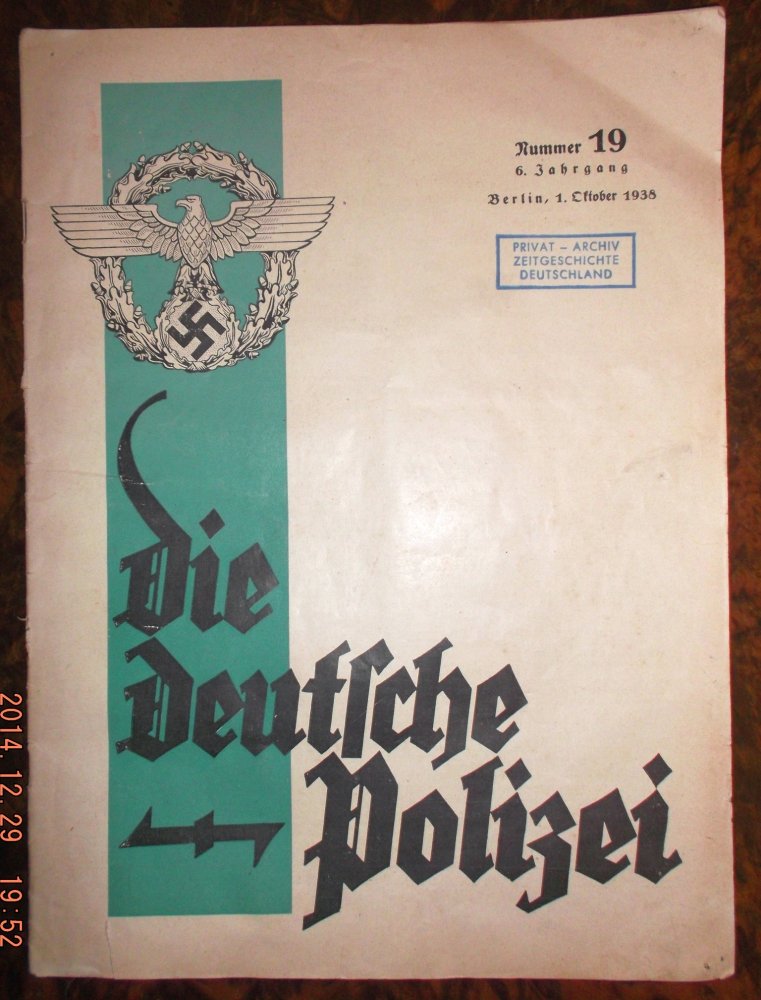 Nummer 19
6. Jahrgang
Berlin, 1. Oktober 1938
PRIVAT – ARCHIV
ZEITGESCHICHTE
DEUTSCHLAND
die
deutſche
Polizei
2014.12.29 19:52